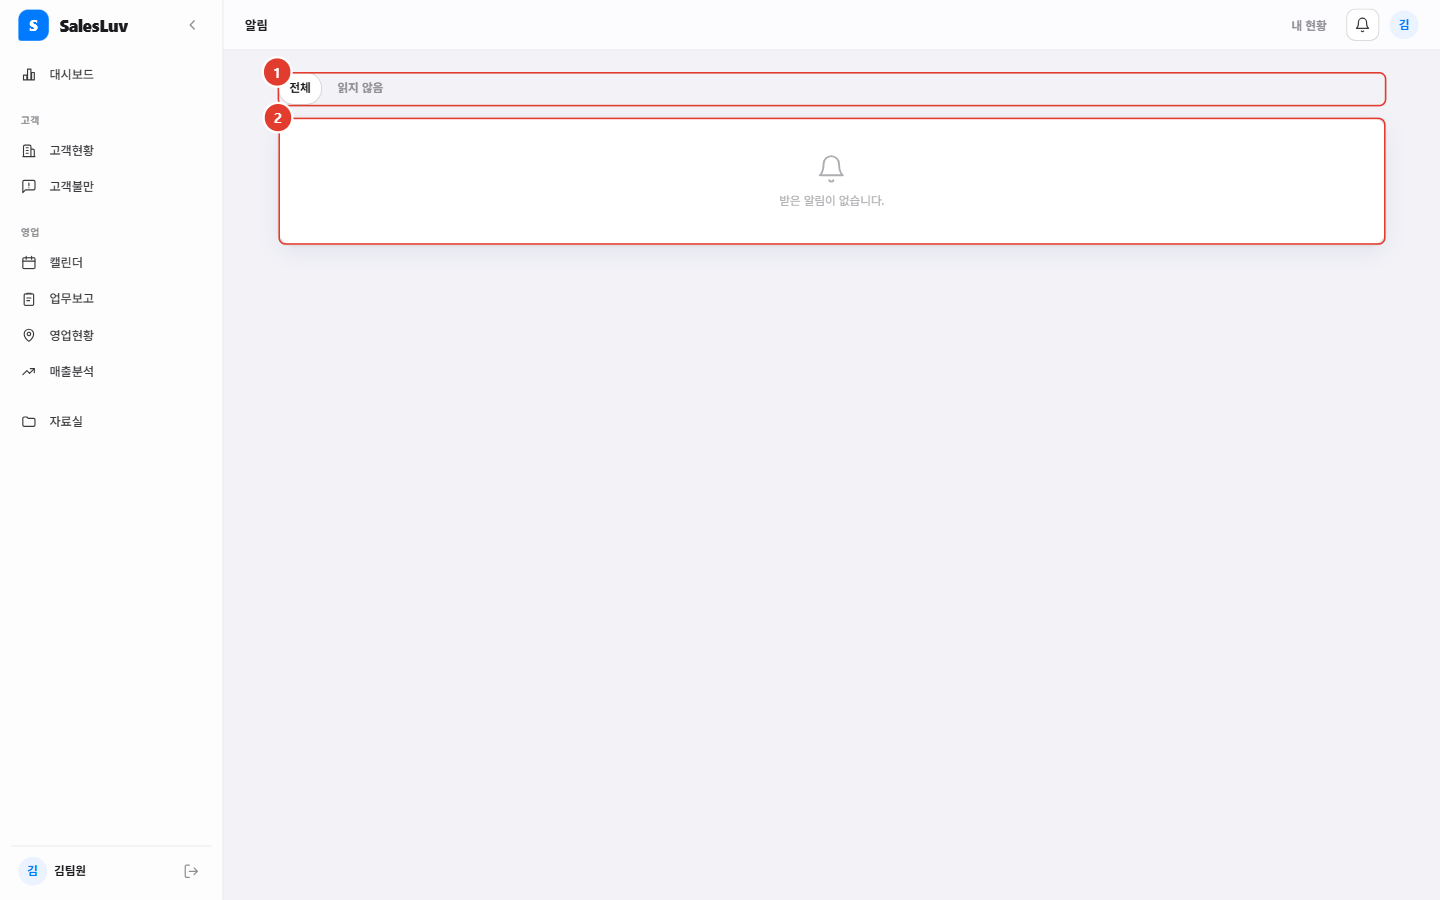 S SalesLuv
대시보드
고객
고객현황
고객불만
영업
캘린더
업무보고
영업현황
매출분석
자료실
김 김팀원
알림
내 현황
김
1
전체 읽지 않음
2
받은 알림이 없습니다.